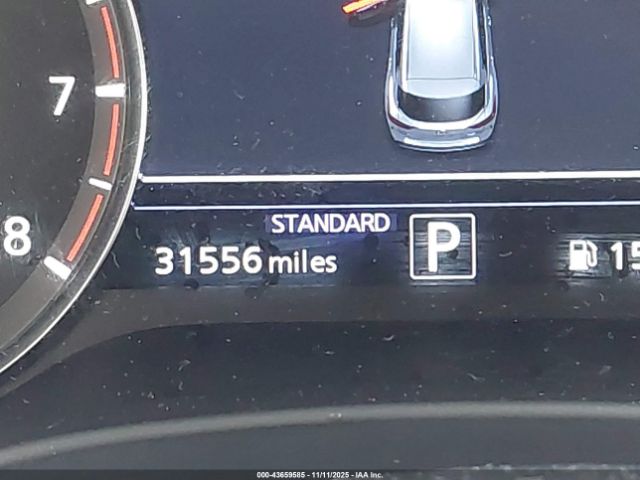 7
8
STANDARD
31556 miles
P
15
000-43659585 - 11/11/2025 - IAA Inc.